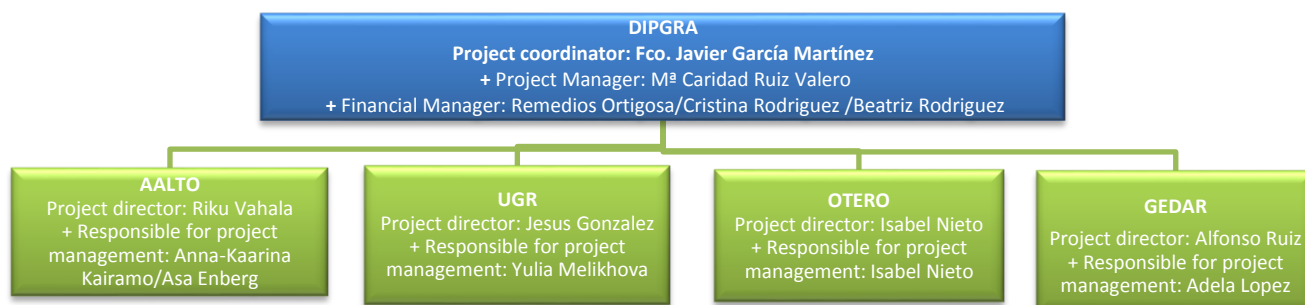 DIPGRA
Project coordinator: Fco. Javier García Martínez
+ Project Manager: Mª Caridad Ruiz Valero
+ Financial Manager: Remedios Ortigosa/Cristina Rodriguez /Beatriz Rodriguez
AALTO
Project director: Riku Vahala
+ Responsible for project
management: Anna-Kaarina
Kairamo/Asa Enberg
UGR
Project director: Jesus Gonzalez
+ Responsible for project
management: Yulia Melikhova
OTERO
Project director: Isabel Nieto
+ Responsible for project
management: Isabel Nieto
GEDAR
Project director: Alfonso Ruiz
+ Responsible for project
management: Adela Lopez